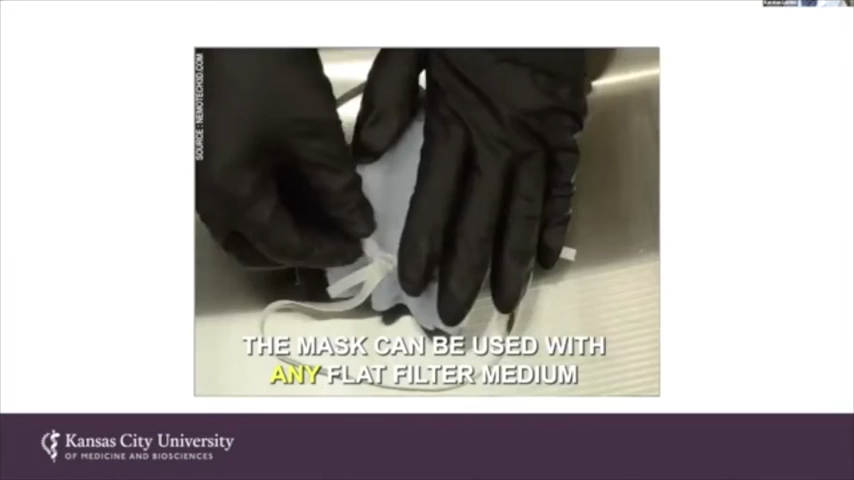 SOURCE : NEMOTECH3D.COM
THE MASK CAN BE USED WITH
ANY FLAT FILTER MEDIUM
Kansas City University
OF MEDICINE AND BIOSCIENCES